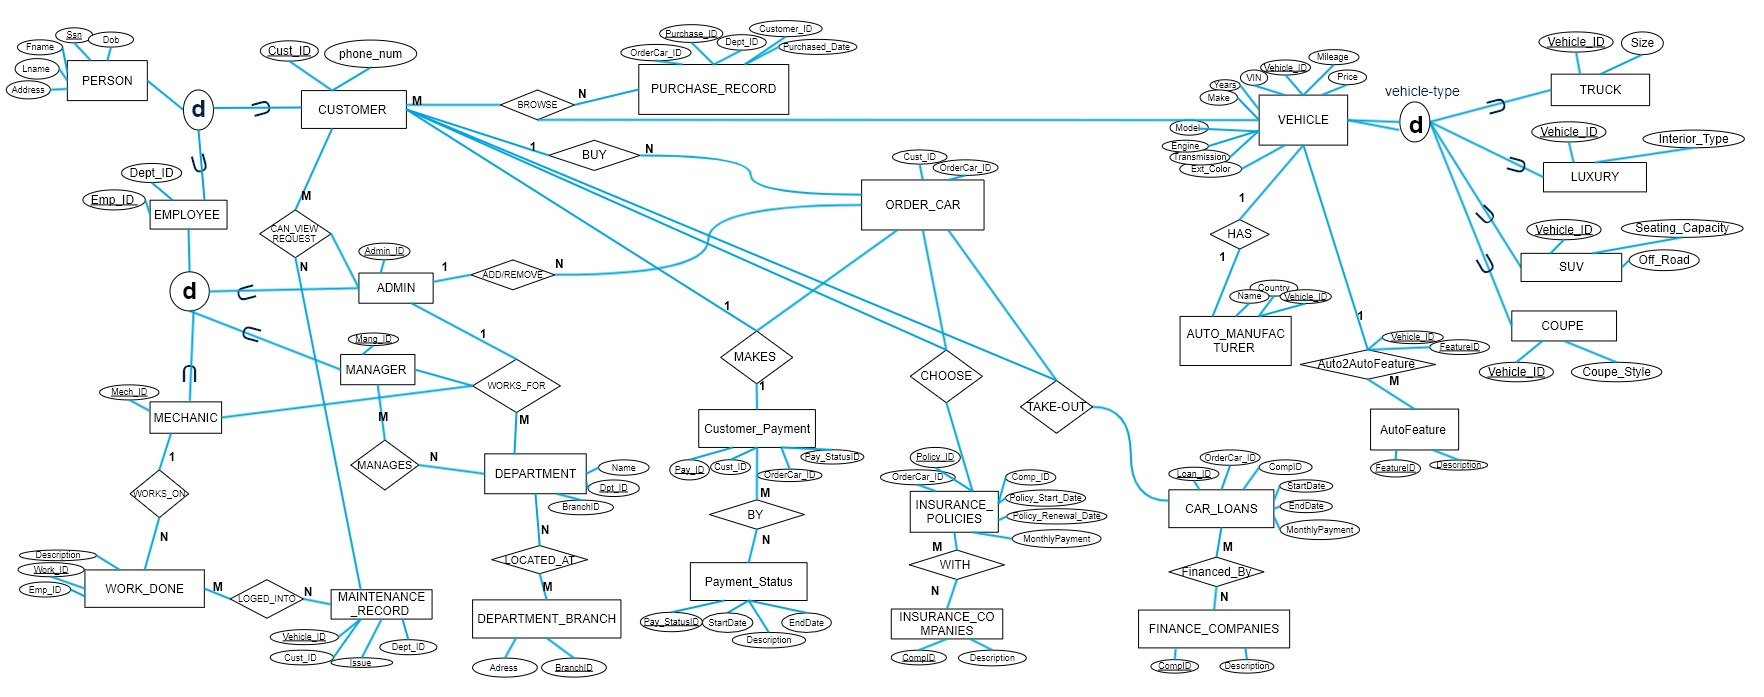 Ssn
Dob
Fname
Lname
Address
PERSON
d
Cust_ID
phone_num
CUSTOMER
M
BROWSE
N
Purchase_ID
Customer_ID
Dept_ID
OrderCar_ID
Purchased_Date
PURCHASE_RECORD
1
BUY
N
Mileage
Vehicle_ID
VIN
Price
Years
Make
VEHICLE
Model
Engine
Transmission
Ext_Color
vehicle-type
d
Vehicle_ID
Size
TRUCK
Vehicle_ID
Interior_Type
LUXURY
Vehicle_ID
Seating_Capacity
Off_Road
SUV
COUPE
Vehicle_ID
Coupe_Style
Dept_ID
Emp_ID
EMPLOYEE
d
M
CAN_VIEW
REQUEST
N
Admin_ID
ADMIN
1
ADD/REMOVE
N
Cust_ID
OrderCar_ID
ORDER_CAR
1
HAS
1
Country
Name
Vehicle_ID
AUTO_MANUFAC
TURER
1
Vehicle_ID
FeatureID
Auto2AutoFeature
M
AutoFeature
FeatureID
Description
Mang_ID
MANAGER
1
WORKS_FOR
M
M
MANAGES
N
Mech_ID
MECHANIC
1
WORKS_ON
N
DEPARTMENT
Name
Dpt_ID
BranchID
N
LOCATED_AT
M
DEPARTMENT_BRANCH
Adress
BranchID
1
MAKES
1
Customer_Payment
Pay_ID
Cust_ID
OrderCar_ID
Pay_StatusID
M
BY
N
Payment_Status
Pay_StatusID
StartDate
Description
EndDate
CHOOSE
TAKE-OUT
Policy_ID
OrderCar_ID
Comp_ID
Policy_Start_Date
Policy_Renewal_Date
MonthlyPayment
INSURANCE_
POLICIES
M
WITH
N
INSURANCE_CO
MPANIES
CompID
Description
OrderCar_ID
Loan_ID
CompID
StartDate
EndDate
MonthlyPayment
CAR_LOANS
M
Financed_By
N
FINANCE_COMPANIES
CompID
Description
Description
Work_ID
Emp_ID
WORK_DONE
M
LOGED_INTO
N
MAINTENANCE
_RECORD
Vehicle_ID
Cust_ID
Issue
Dept_ID